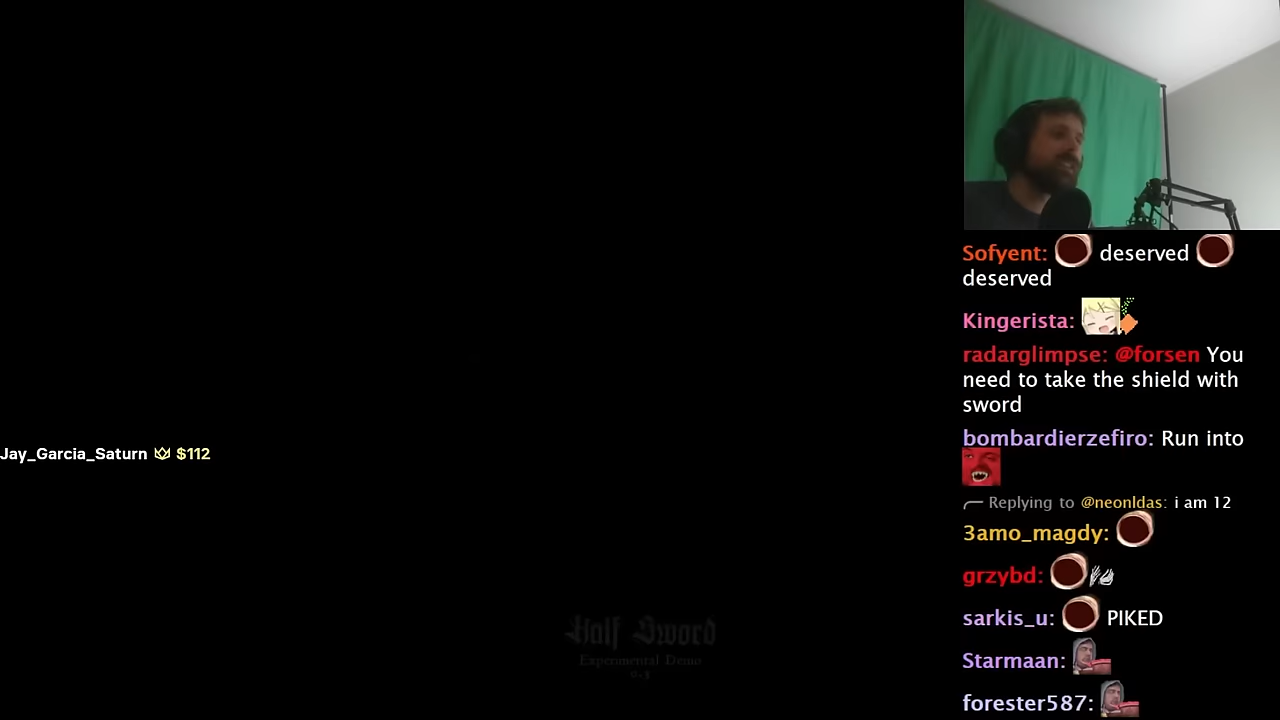 Sofyent: deserved
deserved
Kingerista:
radarglimpse: @forsen You
need to take the shield with
sword
bombardierzefiro: Run into
Replying to @neonldas: i am 12
3amo_magdy:
grzybd:
sarkis_u: PIKED
Starmaan:
forester587:
Jay_Garcia_Saturn $112
Half Sword
Experimental Demo